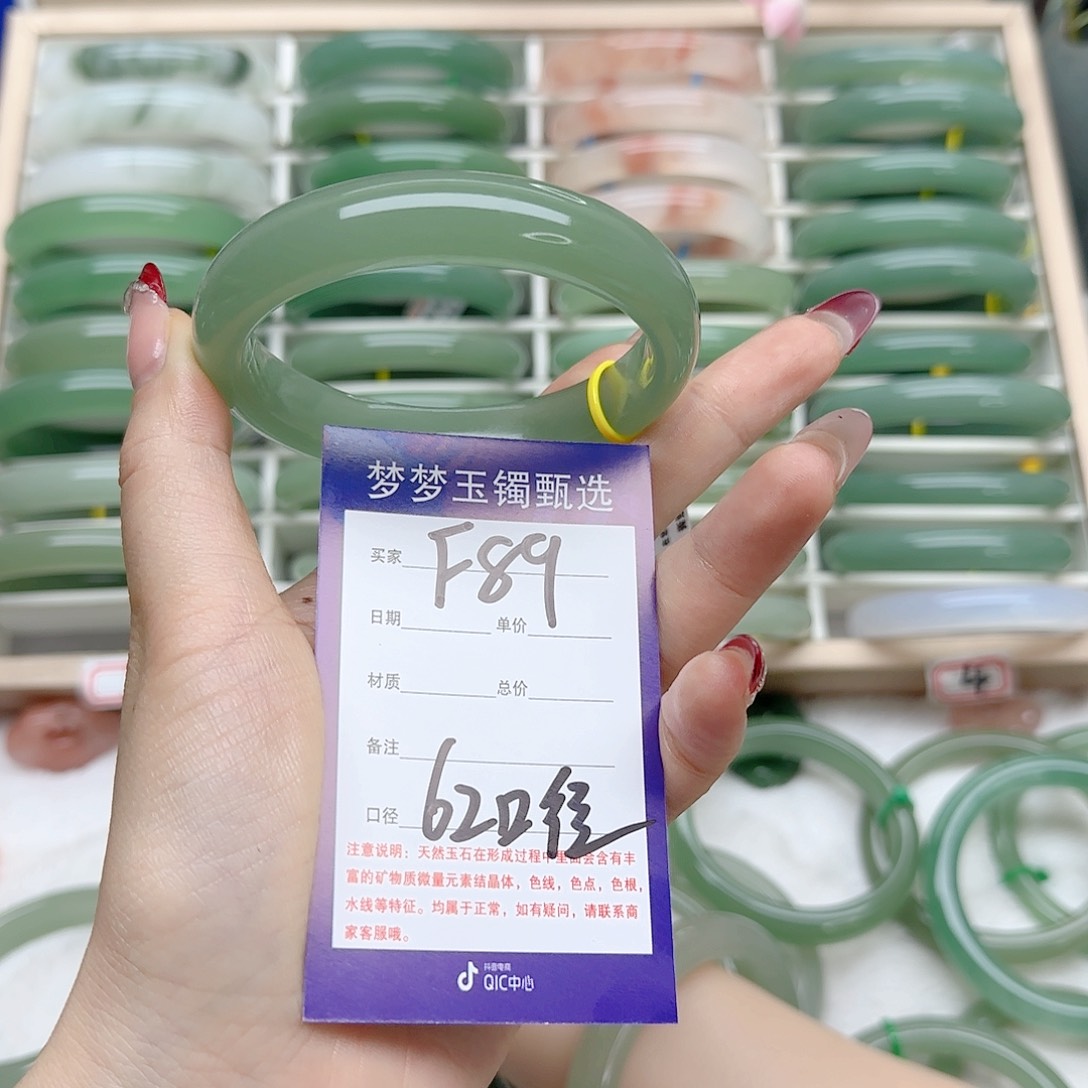 梦梦玉镯甄选
买家 F89
日期 单价
材质 总价
备注
口径 62口径
注意说明：天然玉石在形成过程中里面会含有丰
富的矿物质微量元素结晶体，色线，色点，色根，
水线等特征。均属于正常，如有疑问，请联系商
家客服哦。
抖音电商
QIC中心